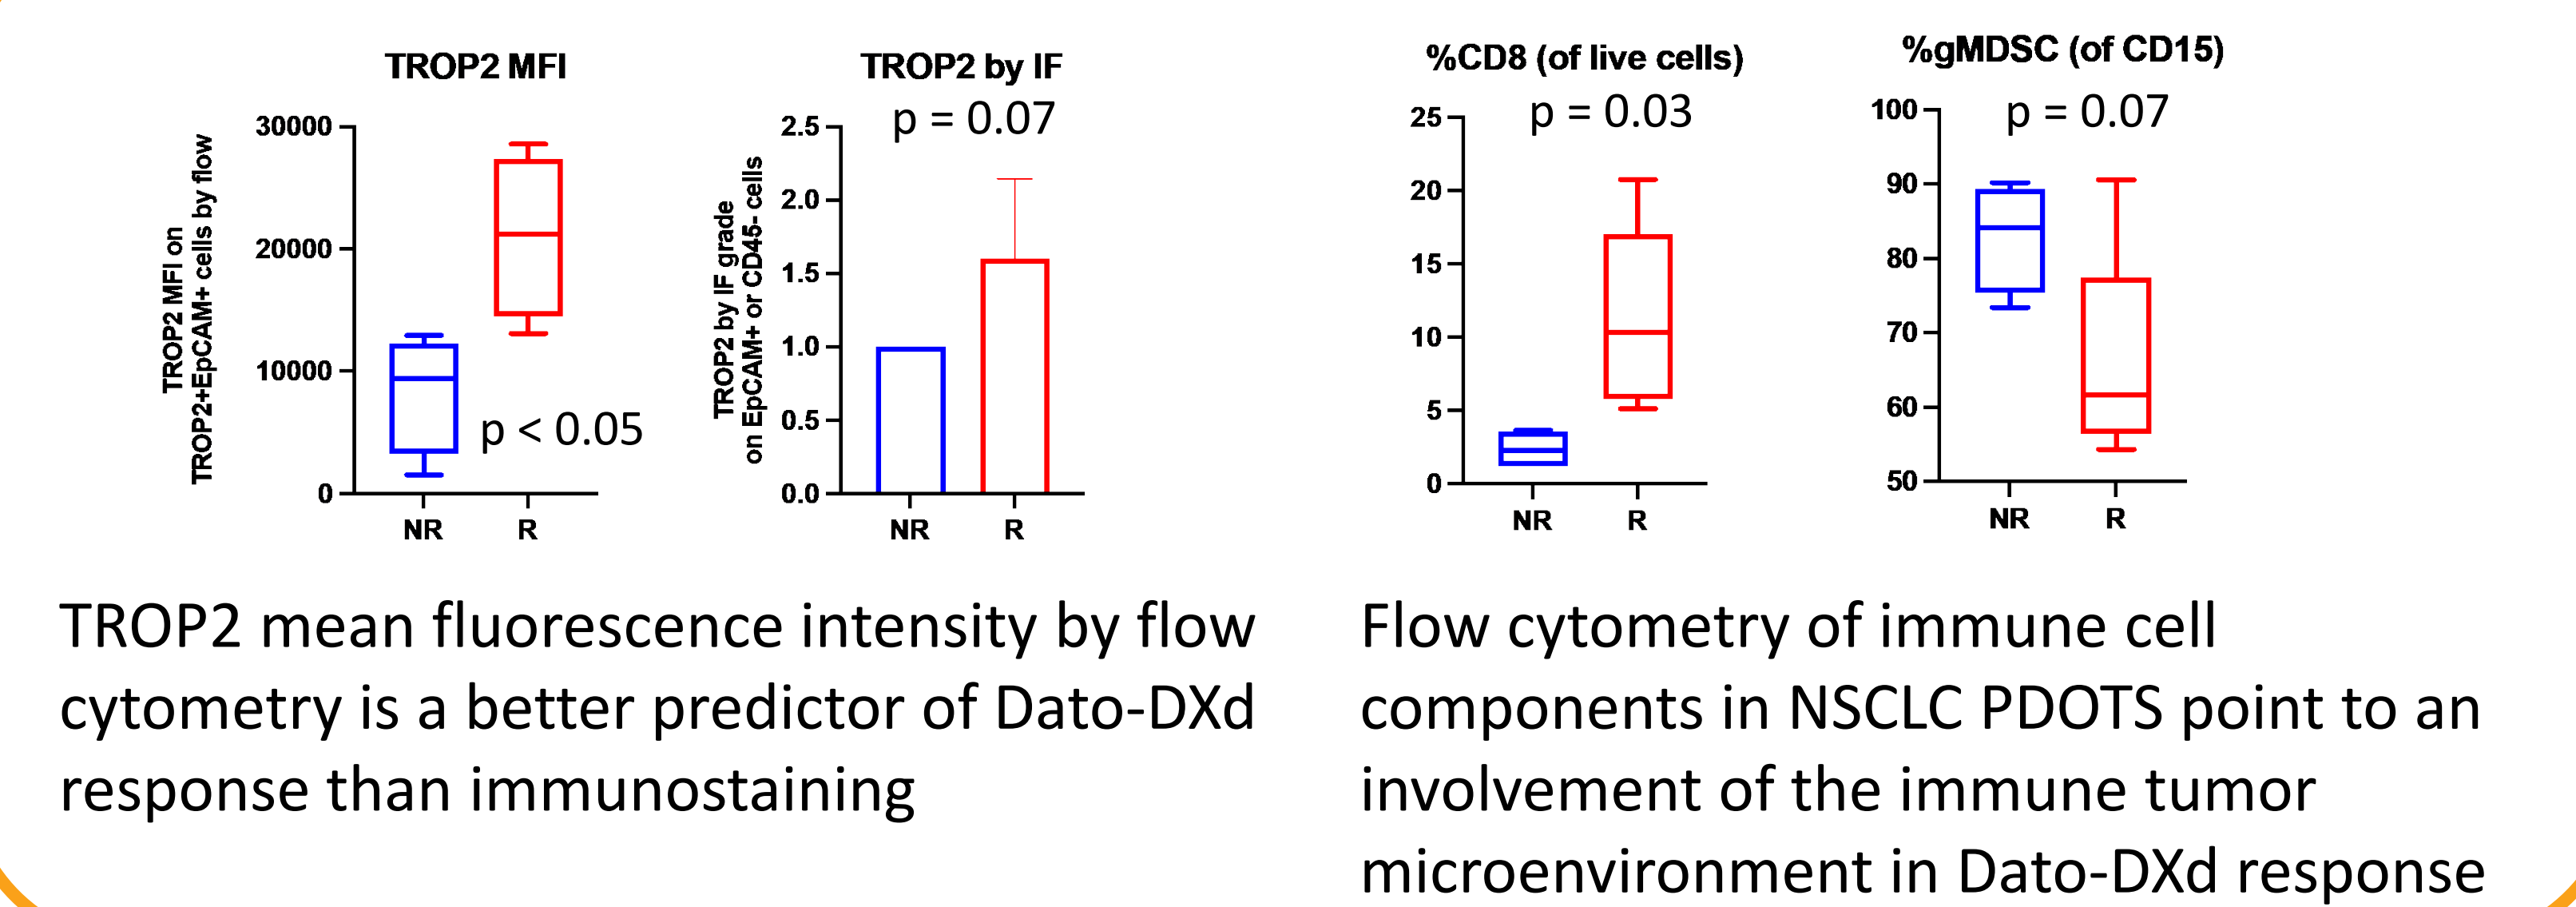 TROP2 MFI
TROP2 MFI on
TROP2+EpCAM+ cells by flow
30000
20000
10000
0
p < 0.05
NR
R
TROP2 by IF
p = 0.07
TROP2 by IF grade
on EpCAM+ or CD45- cells
2.5
2.0
1.5
1.0
0.5
0.0
NR
R
TROP2 mean fluorescence intensity by flow
cytometry is a better predictor of Dato-DXd
response than immunostaining
%CD8 (of live cells)
p = 0.03
25
20
15
10
5
0
NR
R
%gMDSC (of CD15)
p = 0.07
100
90
80
70
60
50
NR
R
Flow cytometry of immune cell
components in NSCLC PDOTS point to an
involvement of the immune tumor
microenvironment in Dato-DXd response